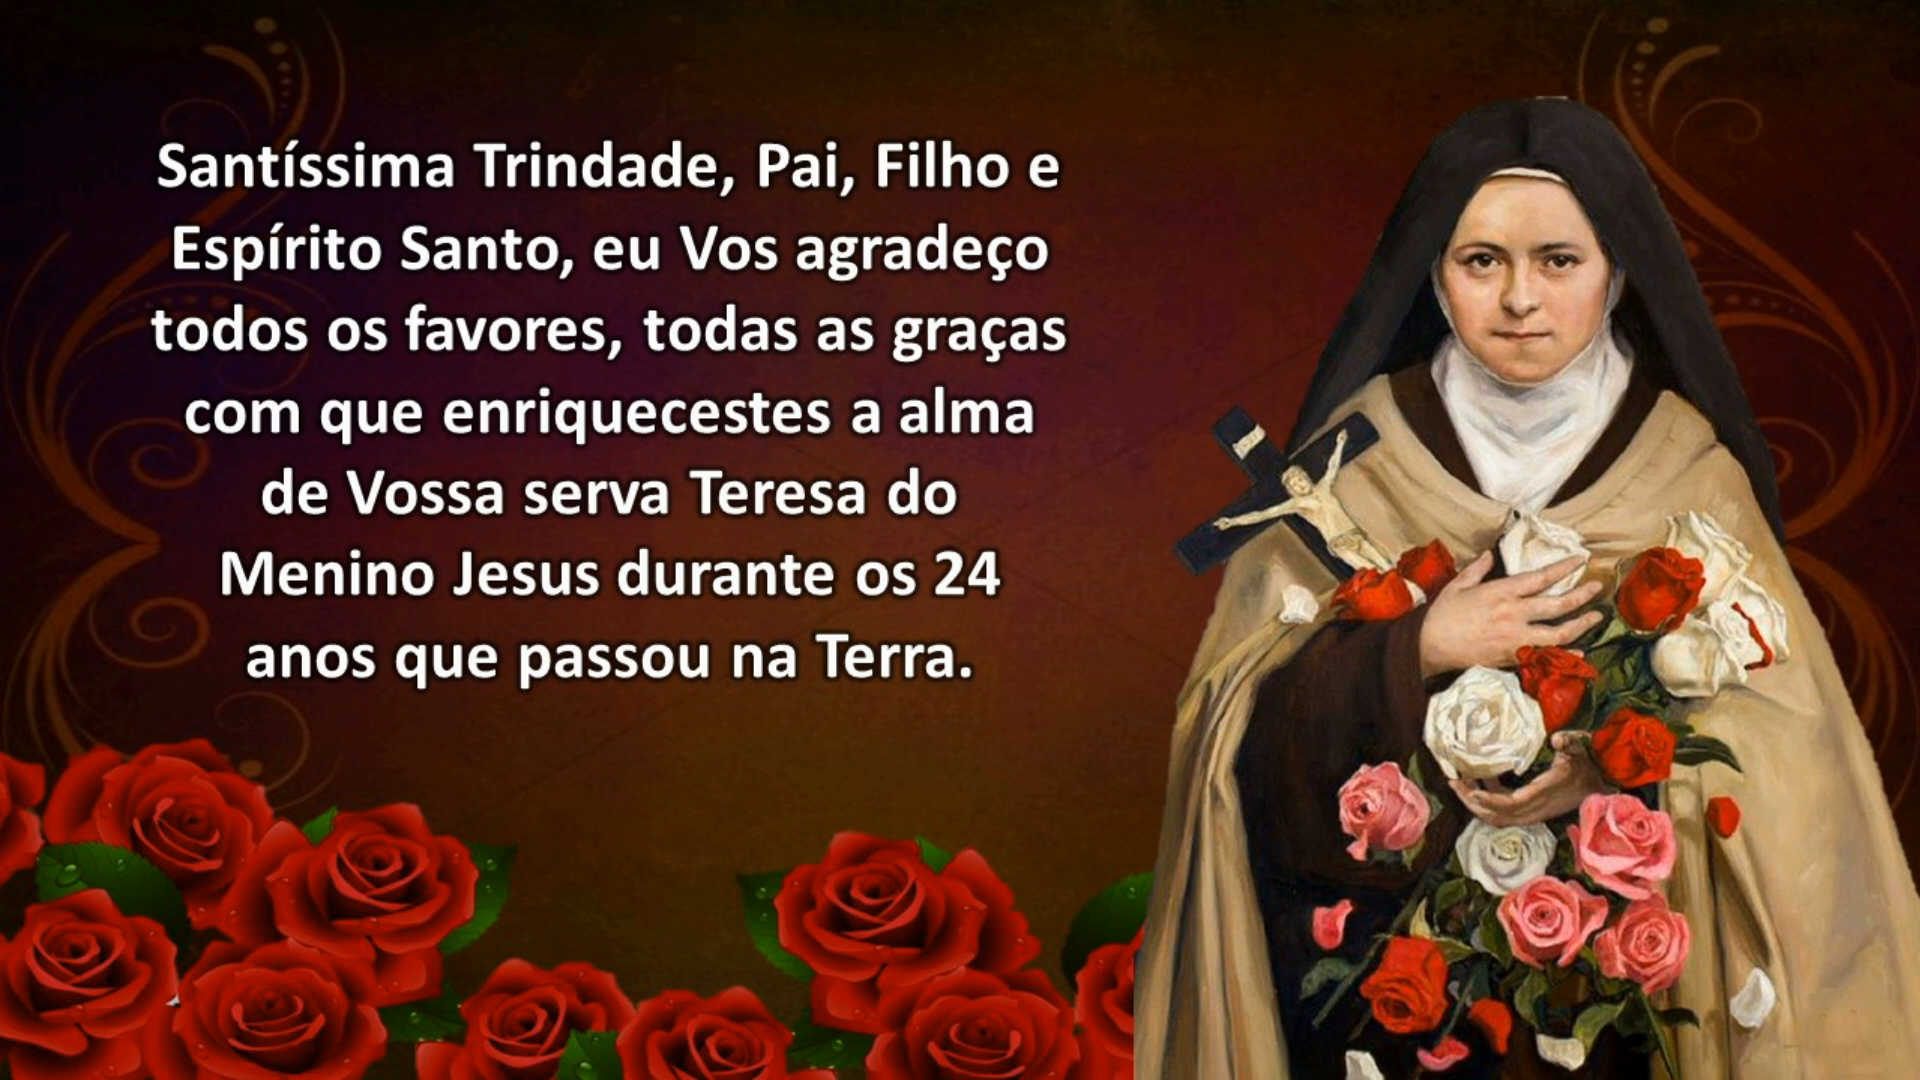 Santíssima Trindade, Pai, Filho e
Espírito Santo, eu Vos agradeço
todos os favores, todas as graças
com que enriquecestes a alma
de Vossa serva Teresa do
Menino Jesus durante os 24
anos que passou na Terra.